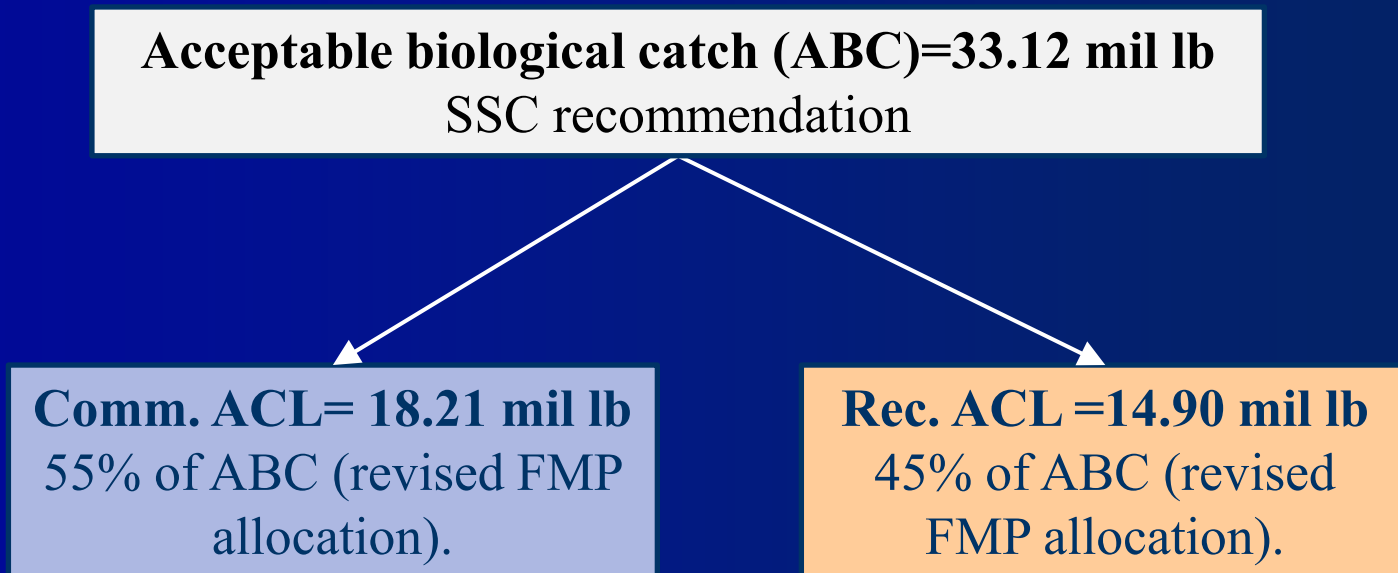 Acceptable biological catch (ABC)=33.12 mil lb
SSC recommendation
Comm. ACL= 18.21 mil lb
55% of ABC (revised FMP
allocation).
Rec. ACL =14.90 mil lb
45% of ABC (revised
FMP allocation).